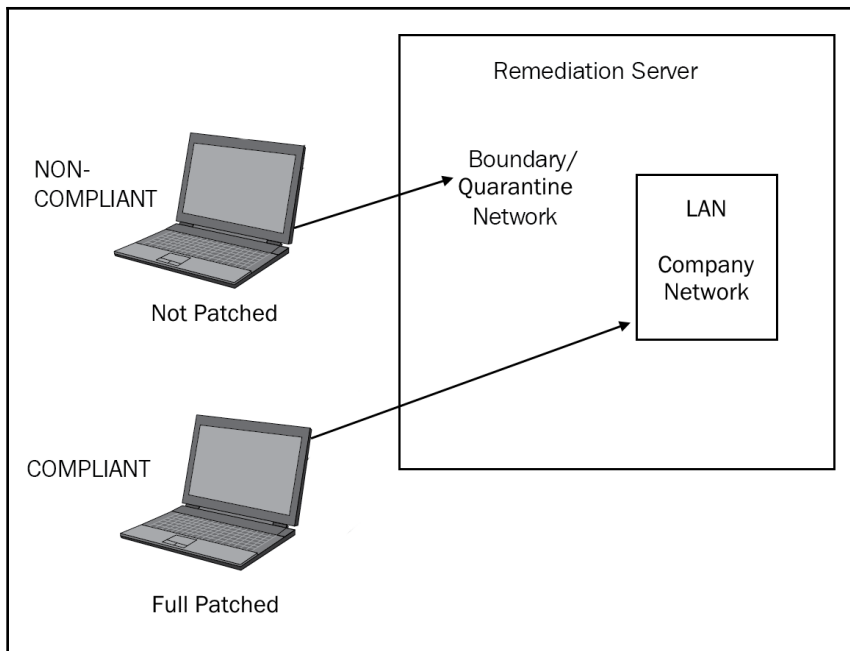 Remediation Server
NON-
COMPLIANT
Boundary/
Quarantine
Network
LAN
Company
Network
Not Patched
COMPLIANT
Full Patched